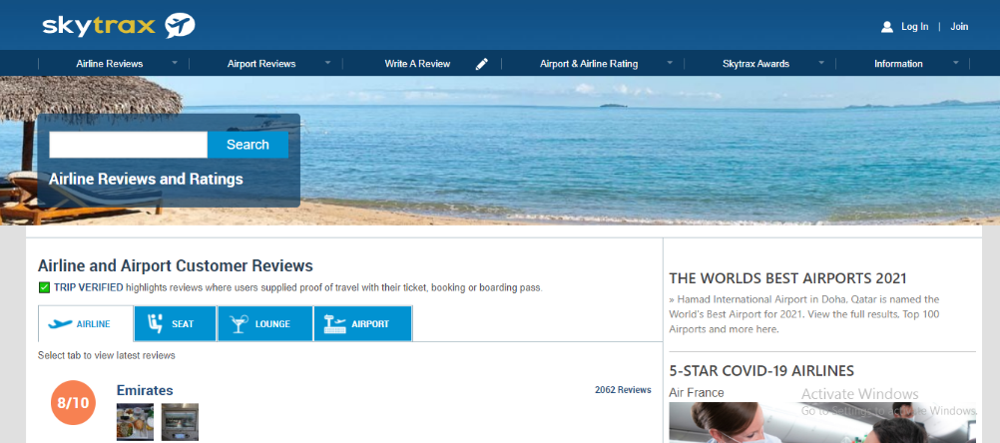 skytrax
Log In | Join
Airline Reviews
Airport Reviews
Write A Review
Airport & Airline Rating
Skytrax Awards
Information
Search
Airline Reviews and Ratings
Airline and Airport Customer Reviews
TRIP VERIFIED highlights reviews where users supplied proof of travel with their ticket, booking or boarding pass.
AIRLINE
SEAT
LOUNGE
AIRPORT
Select tab to view latest reviews
8/10
Emirates
2062 Reviews
THE WORLDS BEST AIRPORTS 2021
» Hamad International Airport in Doha, Qatar is named the
World's Best Airport for 2021. View the full results, Top 100
Airports and more here.
5-STAR COVID-19 AIRLINES
Air France
Activate Windows
Go to Settings to activate Windows.